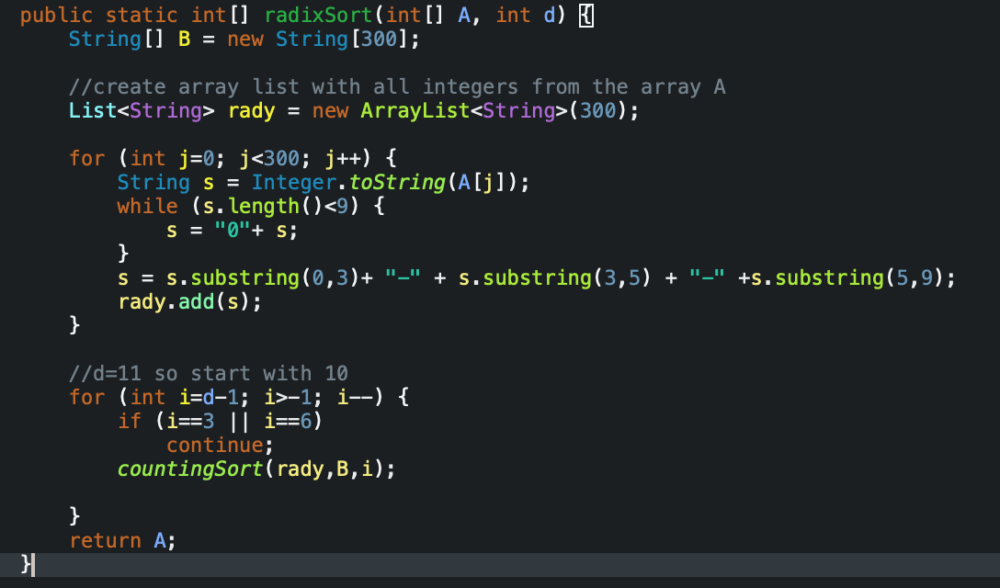 public static int[] radixSort(int[] A, int d) {
    String[] B = new String[300];

    //create array list with all integers from the array A
    List<String> rady = new ArrayList<String>(300);

    for (int j=0; j<300; j++) {
        String s = Integer.toString(A[j]);
        while (s.length()<9) {
            s = "0"+ s;
        }
        s = s.substring(0,3)+ "-" + s.substring(3,5) + "-" +s.substring(5,9);
        rady.add(s);
    }

    //d=11 so start with 10
    for (int i=d-1; i>-1; i--) {
        if (i==3 || i==6)
            continue;
        countingSort(rady,B,i);

    }
    return A;
}